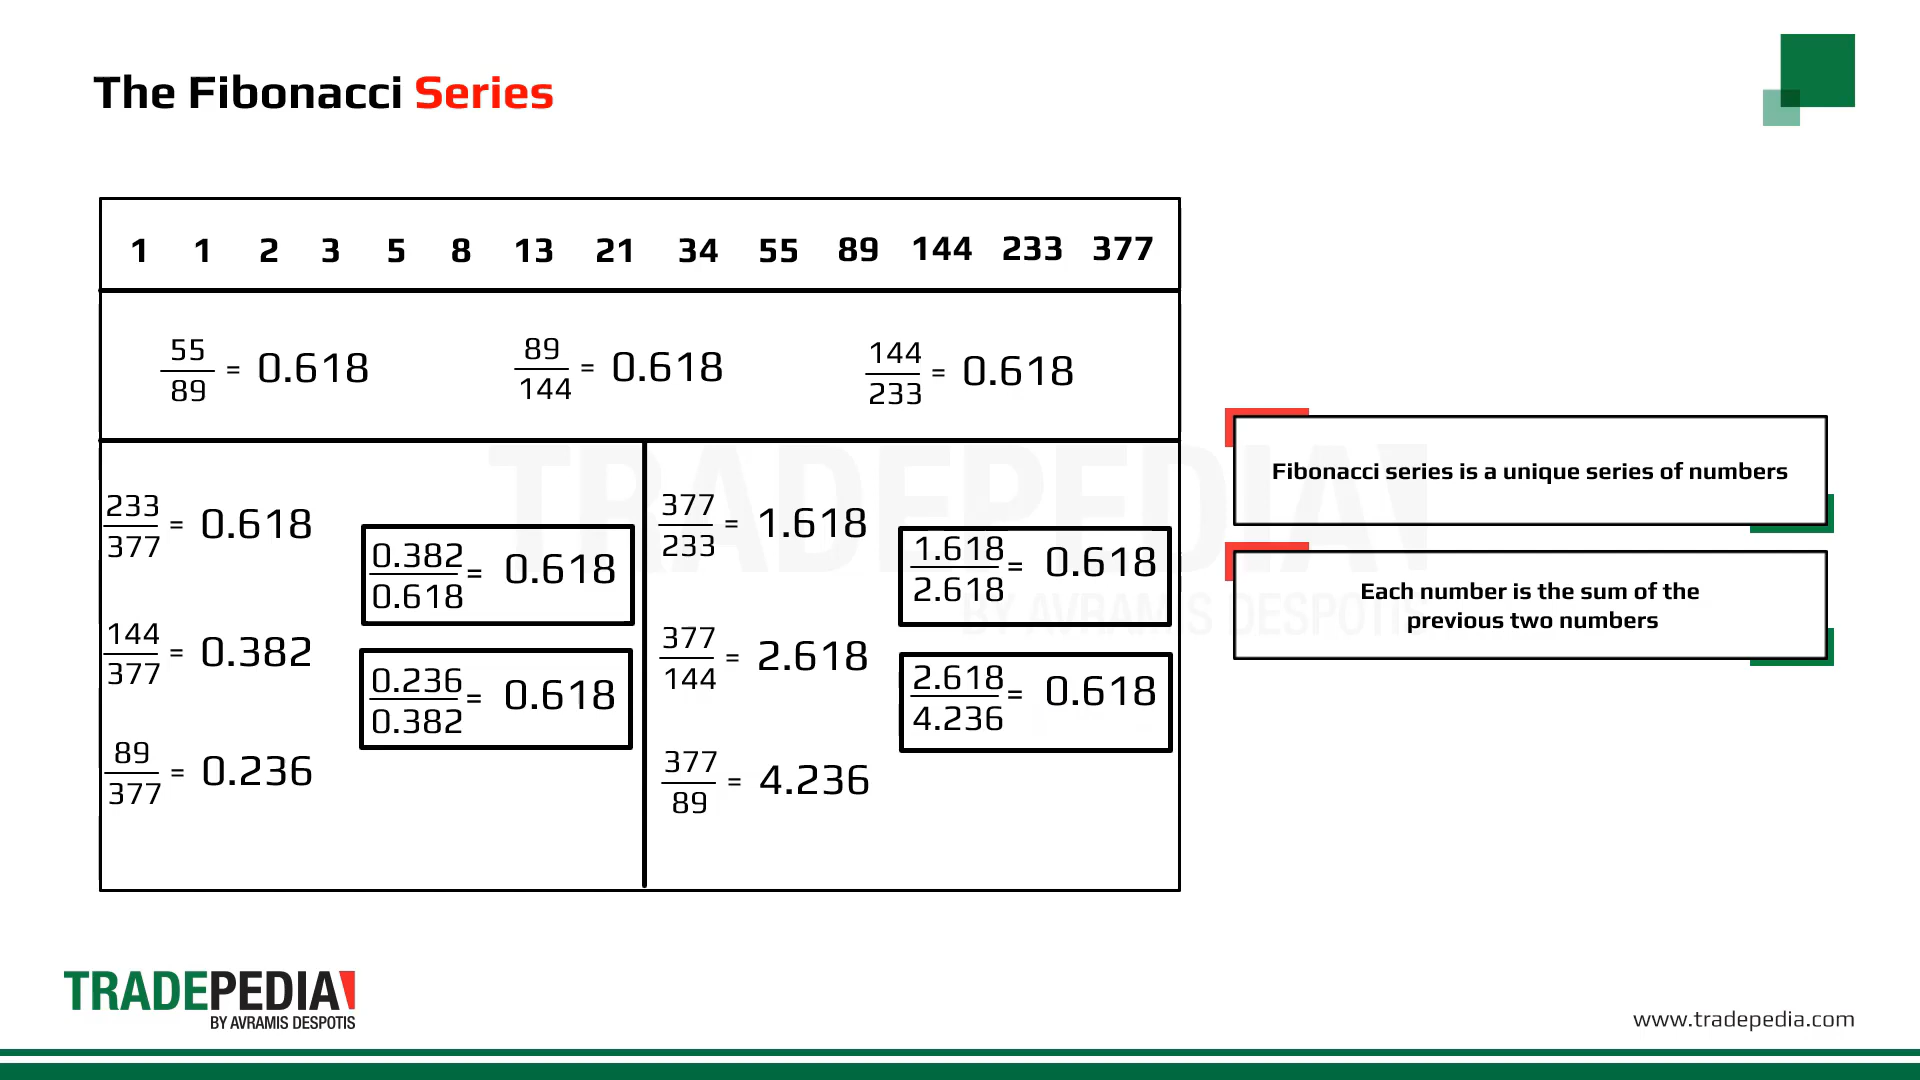 The Fibonacci Series
1 1 2 3 5 8 13 21 34 55 89 144 233 377
55/89 = 0.618
89/144 = 0.618
144/233 = 0.618
233/377 = 0.618
144/377 = 0.382
89/377 = 0.236
0.382/0.618 = 0.618
0.236/0.382 = 0.618
377/233 = 1.618
377/144 = 2.618
377/89 = 4.236
1.618/2.618 = 0.618
2.618/4.236 = 0.618
Fibonacci series is a unique series of numbers
Each number is the sum of the
previous two numbers
TRADEPEDIA
BY AVRAMIS DESPOTIS
TRADEPEDIA
BY AVRAMIS DESPOTIS
www.tradepedia.com